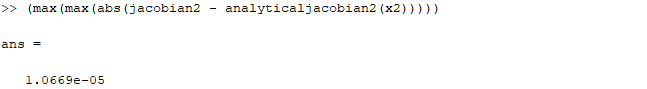 >> (max(max(abs(jacobian2 - analyticaljacobian2(x2)))))
ans =
1.0669e-05